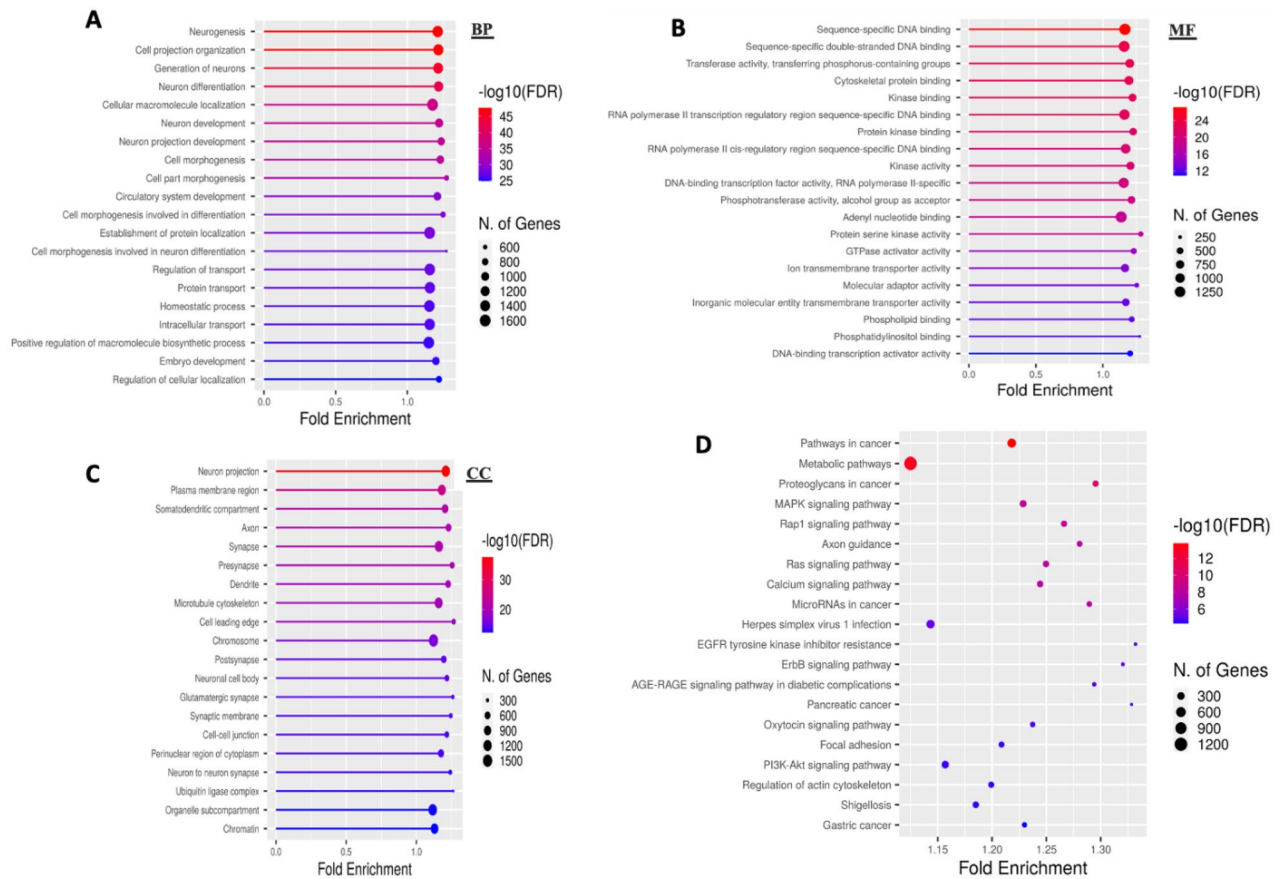 A
BP
Neurogenesis
Cell projection organization
Generation of neurons
Neuron differentiation
Cellular macromolecule localization
Neuron development
Neuron projection development
Cell morphogenesis
Cell part morphogenesis
Circulatory system development
Cell morphogenesis involved in differentiation
Establishment of protein localization
Cell morphogenesis involved in neuron differentiation
Regulation of transport
Protein transport
Homeostatic process
Intracellular transport
Positive regulation of macromolecule biosynthetic process
Embryo development
Regulation of cellular localization
0.0 0.5 1.0
Fold Enrichment
-log10(FDR)
45
40
35
30
25
N. of Genes
600
800
1000
1200
1400
1600
B
MF
Sequence-specific DNA binding
Sequence-specific double-stranded DNA binding
Transferase activity, transferring phosphorus-containing groups
Cytoskeletal protein binding
Kinase binding
RNA polymerase II transcription regulatory region sequence-specific DNA binding
Protein kinase binding
RNA polymerase II cis-regulatory region sequence-specific DNA binding
Kinase activity
DNA-binding transcription factor activity, RNA polymerase II-specific
Phosphotransferase activity, alcohol group as acceptor
Adenyl nucleotide binding
Protein serine kinase activity
GTPase activator activity
Ion transmembrane transporter activity
Molecular adaptor activity
Inorganic molecular entity transmembrane transporter activity
Phospholipid binding
Phosphatidylinositol binding
DNA-binding transcription activator activity
0.0 0.5 1.0
Fold Enrichment
-log10(FDR)
24
20
16
12
N. of Genes
250
500
750
1000
1250
C
CC
Neuron projection
Plasma membrane region
Somatodendritic compartment
Axon
Synapse
Presynapse
Dendrite
Microtubule cytoskeleton
Cell leading edge
Chromosome
Postsynapse
Neuronal cell body
Glutamatergic synapse
Synaptic membrane
Cell-cell junction
Perinuclear region of cytoplasm
Neuron to neuron synapse
Ubiquitin ligase complex
Organelle subcompartment
Chromatin
0.0 0.5 1.0
Fold Enrichment
-log10(FDR)
30
20
N. of Genes
300
600
900
1200
1500
D
Pathways in cancer
Metabolic pathways
Proteoglycans in cancer
MAPK signaling pathway
Rap1 signaling pathway
Axon guidance
Ras signaling pathway
Calcium signaling pathway
MicroRNAs in cancer
Herpes simplex virus 1 infection
EGFR tyrosine kinase inhibitor resistance
ErbB signaling pathway
AGE-RAGE signaling pathway in diabetic complications
Pancreatic cancer
Oxytocin signaling pathway
Focal adhesion
PI3K-Akt signaling pathway
Regulation of actin cytoskeleton
Shigellosis
Gastric cancer
1.15 1.20 1.25 1.30
Fold Enrichment
-log10(FDR)
12
10
8
6
N. of Genes
300
600
900
1200